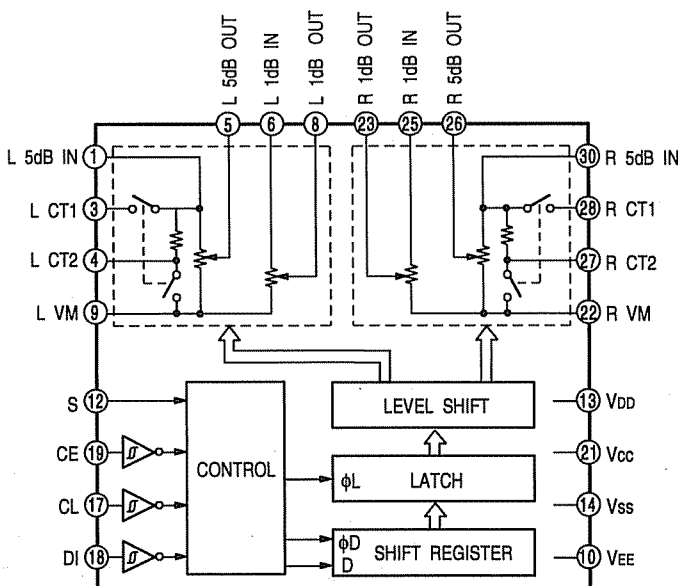 L 5dB OUT
L 1dB IN
L 1dB OUT
R 1dB OUT
R 1dB IN
R 5dB OUT
5
6
8
23
25
26
L 5dB IN 1
30 R 5dB IN
L CT1 3
28 R CT1
L CT2 4
27 R CT2
L VM 9
22 R VM
S 12
LEVEL SHIFT
13 VDD
CE 19
CONTROL
21 Vcc
ϕL LATCH
CL 17
14 Vss
ϕD
D
SHIFT REGISTER
DI 18
10 VEE